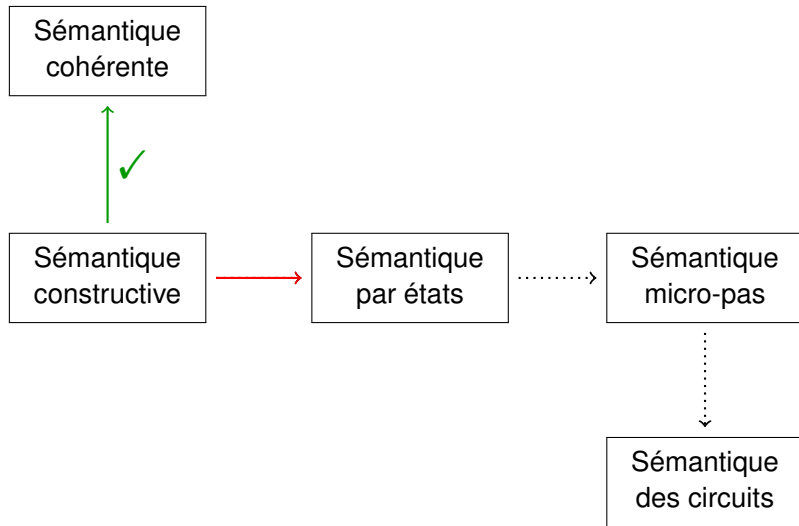 Sémantique
cohérente
✓
Sémantique
constructive
Sémantique
par états
Sémantique
micro-pas
Sémantique
des circuits